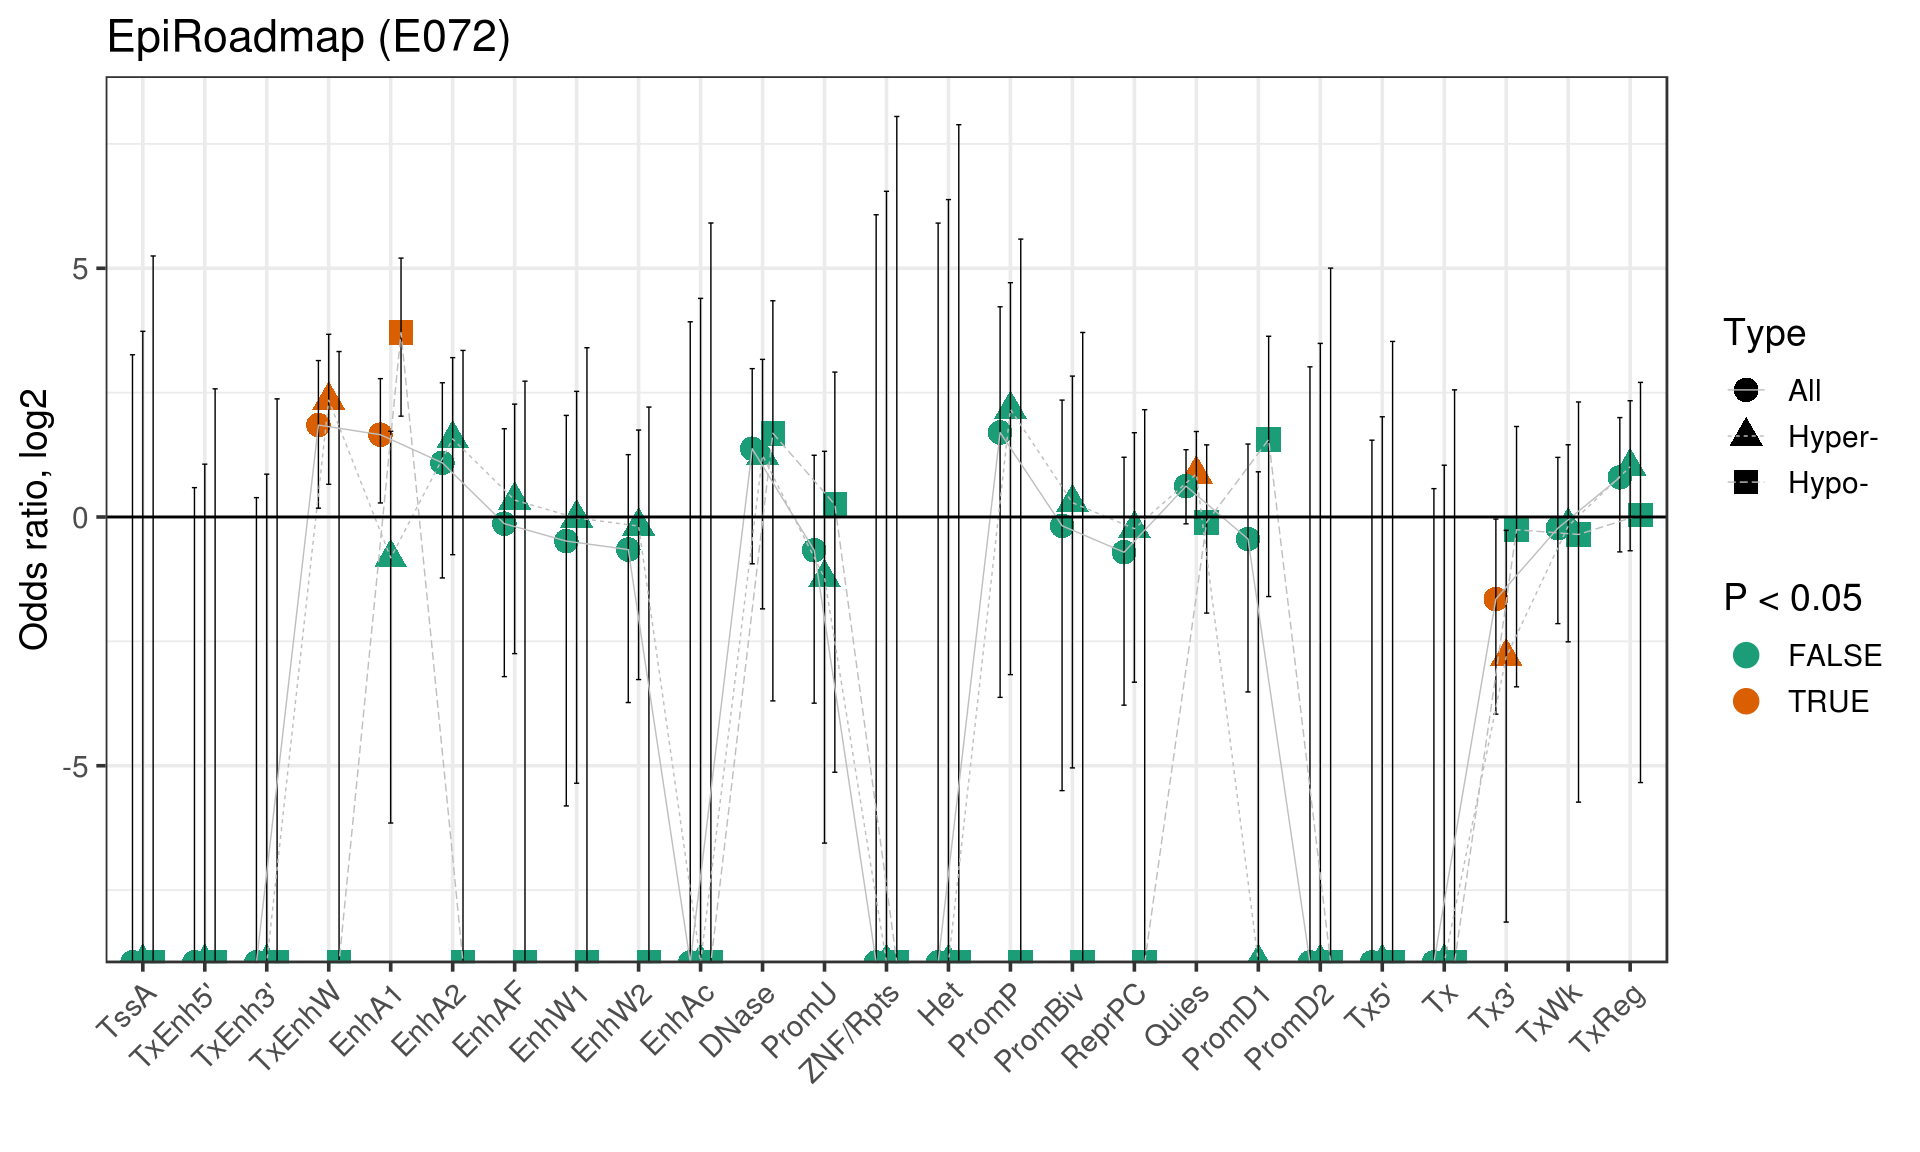 EpiRoadmap (E072)
Odds ratio, log2
5
0
-5
TssA
TxEnh5'
TxEnh3'
TxEnhW
EnhA1
EnhA2
EnhAF
EnhW1
EnhW2
EnhAc
DNase
PromU
ZNF/Rpts
Het
PromP
PromBiv
ReprPC
Quies
PromD1
PromD2
Tx5'
Tx
Tx3'
TxWk
TxReg
Type
All
Hyper-
Hypo-
P < 0.05
FALSE
TRUE